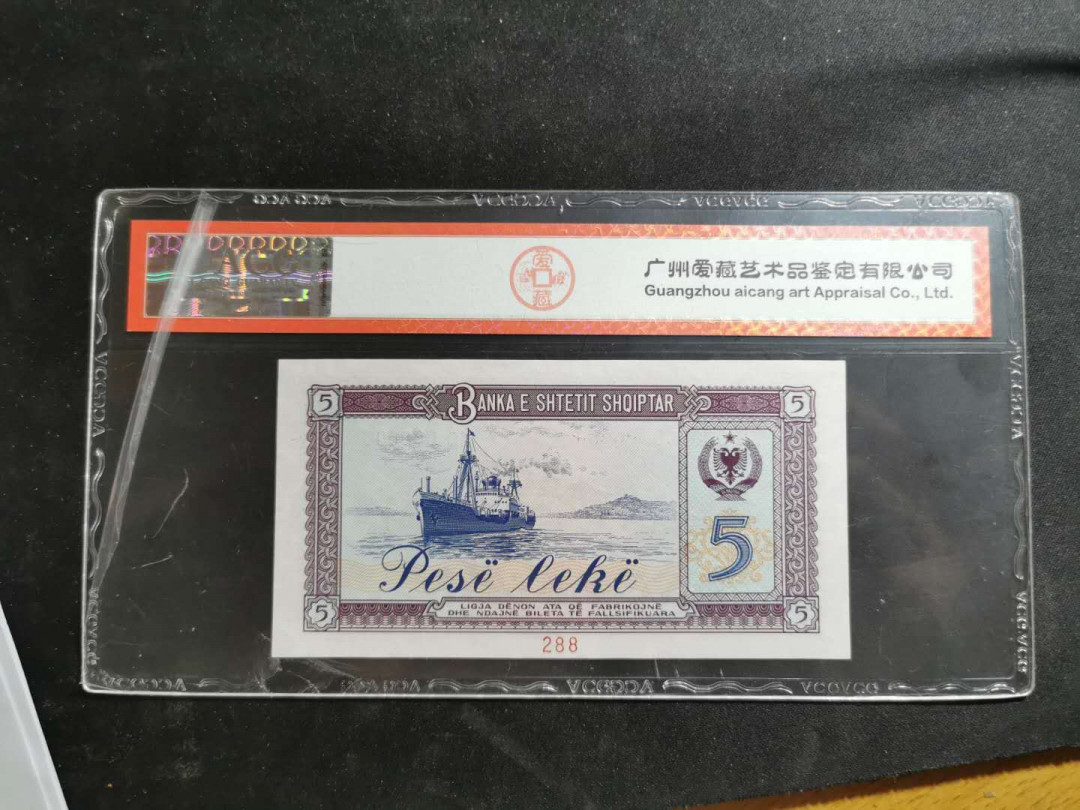 爱
藏
广州爱藏艺术品鉴定有限公司
Guangzhou aicang art Appraisal Co., Ltd.
5 BANKA E SHTETIT SHQIPTAR 5
5
Pesë lekë
5 LIGJA DËNON ATA QË FABRIKOJNË 5
DHE NDAJNË BILETA TË FALLSIFIKUARA
288